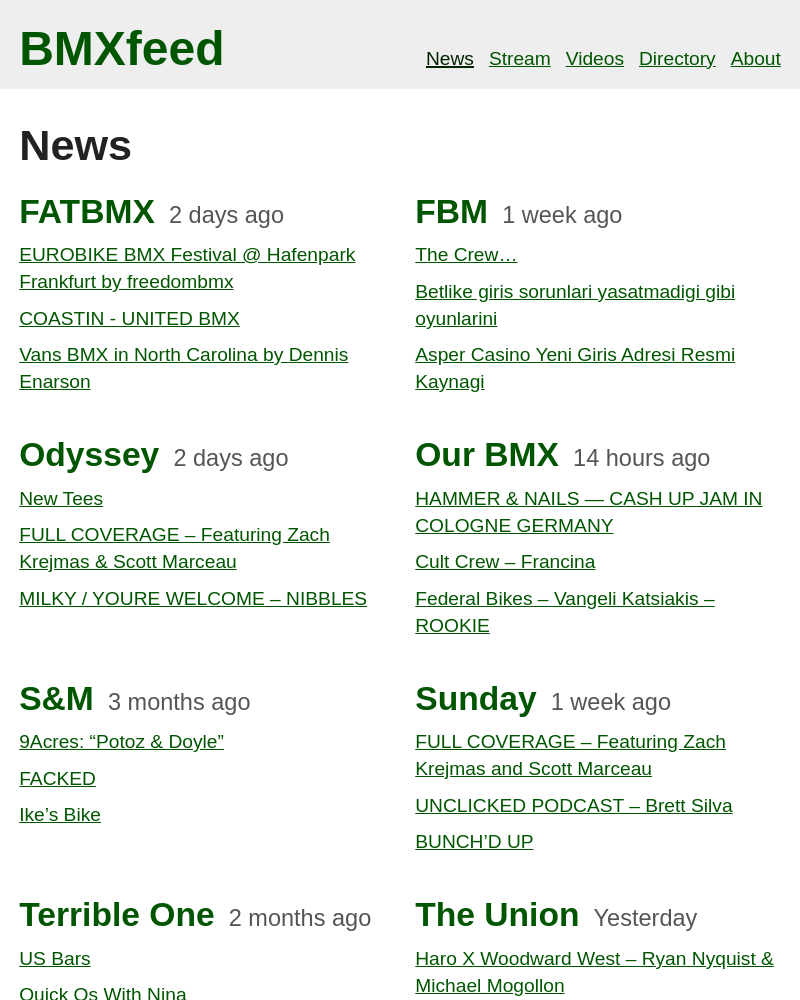 BMXfeed
News Stream Videos Directory About
News
FATBMX 2 days ago
EUROBIKE BMX Festival @ Hafenpark
Frankfurt by freedombmx
COASTIN - UNITED BMX
Vans BMX in North Carolina by Dennis
Enarson
FBM 1 week ago
The Crew…
Betlike giris sorunlari yasatmadigi gibi
oyunlarini
Asper Casino Yeni Giris Adresi Resmi
Kaynagi
Odyssey 2 days ago
New Tees
FULL COVERAGE – Featuring Zach
Krejmas & Scott Marceau
MILKY / YOURE WELCOME – NIBBLES
Our BMX 14 hours ago
HAMMER & NAILS — CASH UP JAM IN
COLOGNE GERMANY
Cult Crew – Francina
Federal Bikes – Vangeli Katsiakis –
ROOKIE
S&M 3 months ago
9Acres: “Potoz & Doyle”
FACKED
Ike’s Bike
Sunday 1 week ago
FULL COVERAGE – Featuring Zach
Krejmas and Scott Marceau
UNCLICKED PODCAST – Brett Silva
BUNCH’D UP
Terrible One 2 months ago
US Bars
Quick Qs With Nina
The Union Yesterday
Haro X Woodward West – Ryan Nyquist &
Michael Mogollon